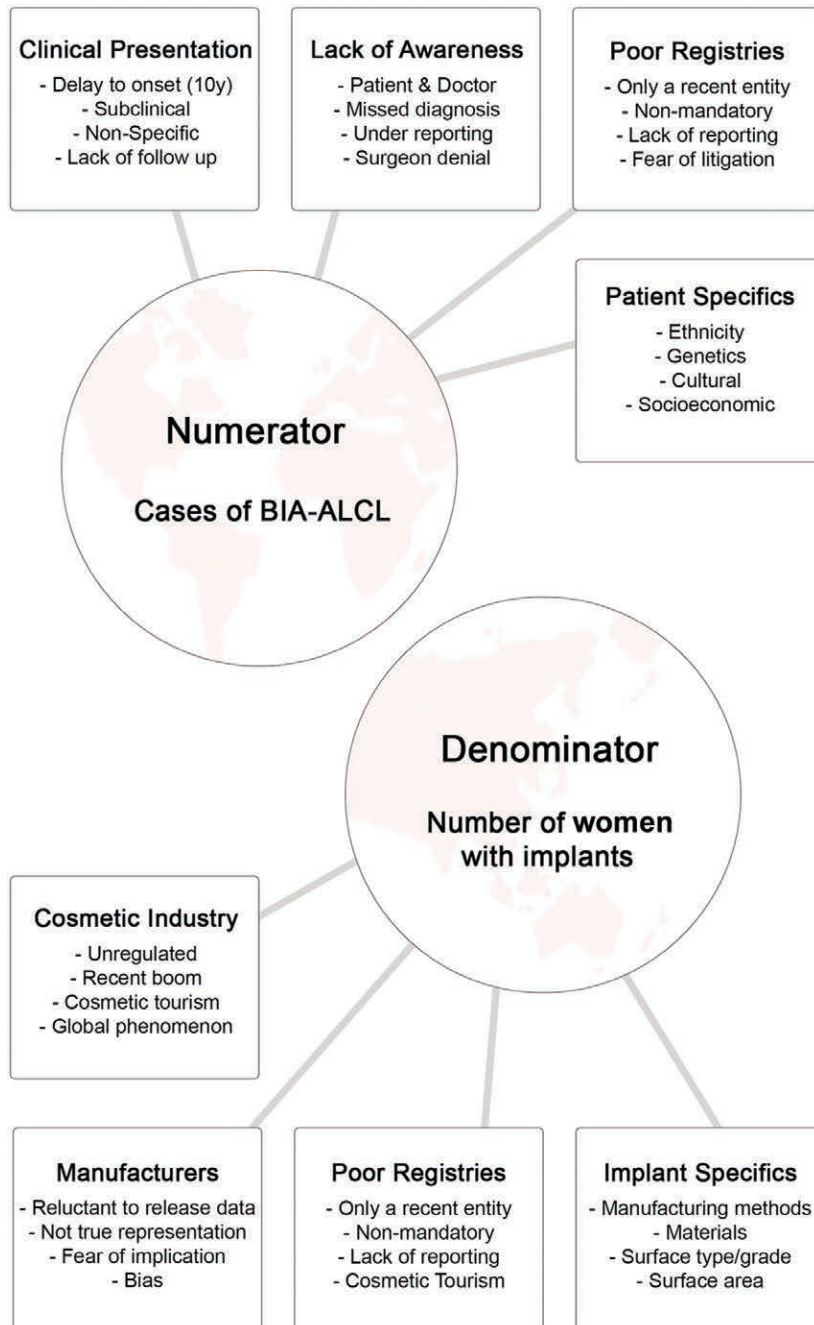 Clinical Presentation
- Delay to onset (10y)
- Subclinical
- Non-Specific
- Lack of follow up
Lack of Awareness
- Patient & Doctor
- Missed diagnosis
- Under reporting
- Surgeon denial
Poor Registries
- Only a recent entity
- Non-mandatory
- Lack of reporting
- Fear of litigation
Patient Specifics
- Ethnicity
- Genetics
- Cultural
- Socioeconomic
Numerator
Cases of BIA-ALCL
Denominator
Number of women
with implants
Cosmetic Industry
- Unregulated
- Recent boom
- Cosmetic tourism
- Global phenomenon
Manufacturers
- Reluctant to release data
- Not true representation
- Fear of implication
- Bias
Poor Registries
- Only a recent entity
- Non-mandatory
- Lack of reporting
- Cosmetic Tourism
Implant Specifics
- Manufacturing methods
- Materials
- Surface type/grade
- Surface area